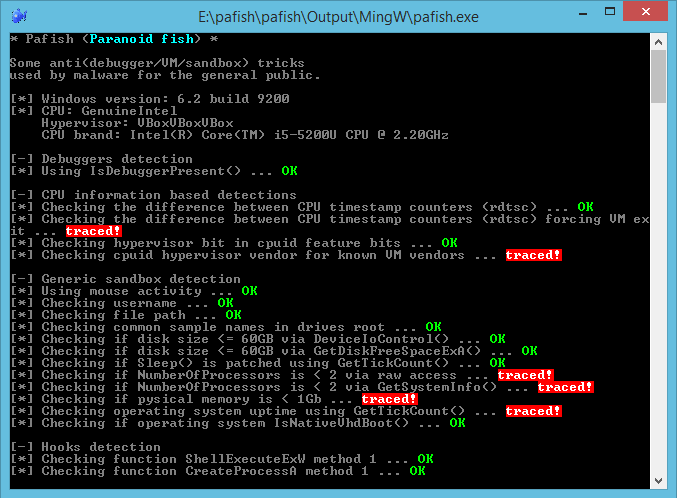 E:\pafish\pafish\Output\MingW\pafish.exe
* Pafish (Paranoid fish) *
Some anti(debugger/VM/sandbox) tricks
used by malware for the general public.
[*] Windows version: 6.2 build 9200
[*] CPU: GenuineIntel
Hypervisor: VBoxVBoxVBox
CPU brand: Intel(R) Core(TM) i5-5200U CPU @ 2.20GHz
[-] Debuggers detection
[*] Using IsDebuggerPresent() ... OK
[-] CPU information based detections
[*] Checking the difference between CPU timestamp counters (rdtsc) ... OK
[*] Checking the difference between CPU timestamp counters (rdtsc) forcing VM ex
it ... traced!
[*] Checking hypervisor bit in cpuid feature bits ... OK
[*] Checking cpuid hypervisor vendor for known VM vendors ... traced!
[-] Generic sandbox detection
[*] Using mouse activity ... OK
[*] Checking username ... OK
[*] Checking file path ... OK
[*] Checking common sample names in drives root ... OK
[*] Checking if disk size <= 60GB via DeviceIoControl() ... OK
[*] Checking if disk size <= 60GB via GetDiskFreeSpaceExA() ... OK
[*] Checking if Sleep() is patched using GetTickCount() ... OK
[*] Checking if NumberOfProcessors is < 2 via raw access ... traced!
[*] Checking if NumberOfProcessors is < 2 via GetSystemInfo() ... traced!
[*] Checking if pysical memory is < 1Gb ... traced!
[*] Checking operating system uptime using GetTickCount() ... traced!
[*] Checking if operating system IsNativeVhdBoot() ... OK
[-] Hooks detection
[*] Checking function ShellExecuteExW method 1 ... OK
[*] Checking function CreateProcessA method 1 ... OK